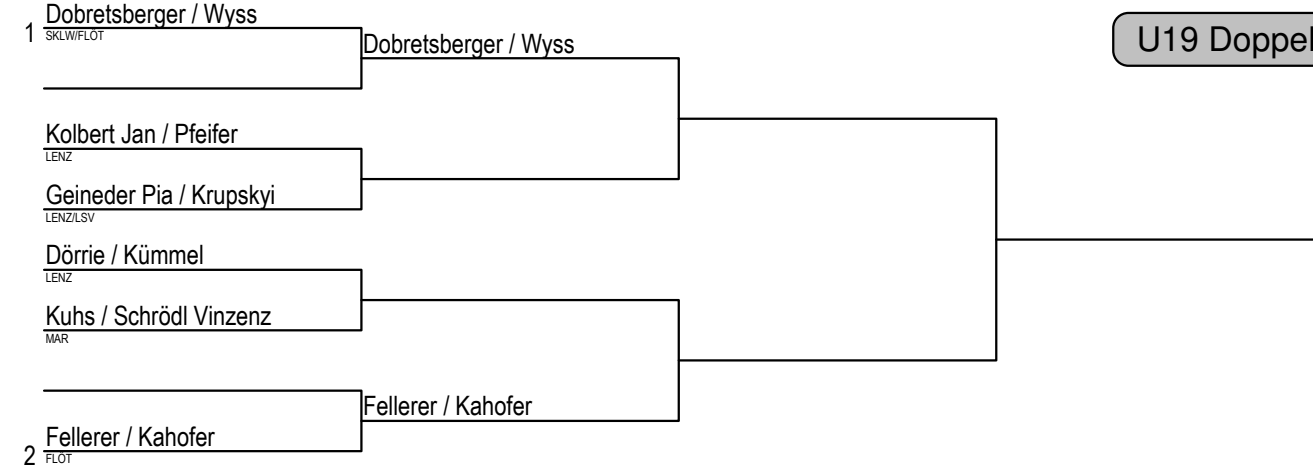 Dobretsberger / Wyss
1
SKLW/FLÖT
Dobretsberger / Wyss
U19 Doppel
Kolbert Jan / Pfeifer
LENZ
Geineder Pia / Krupskyi
LENZ/LSV
Dörrie / Kümmel
LENZ
Kuhs / Schrödl Vinzenz
MAR
Fellerer / Kahofer
Fellerer / Kahofer
2
FLÖT